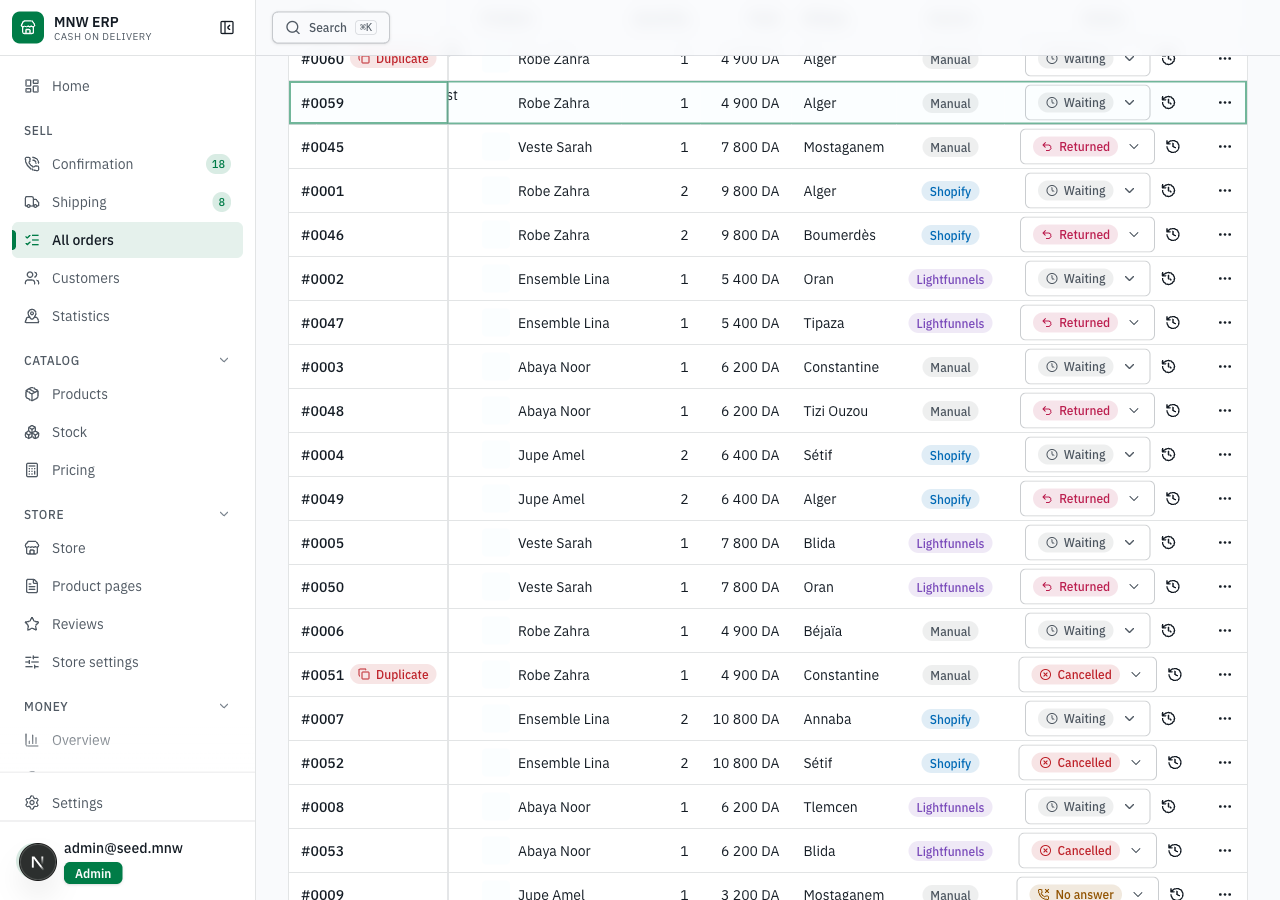 MNW ERP
CASH ON DELIVERY
Search ⌘K
Home
SELL
Confirmation 18
Shipping 8
All orders
Customers
Statistics
CATALOG
Products
Stock
Pricing
STORE
Store
Product pages
Reviews
Store settings
MONEY
Overview
Settings
N
admin@seed.mnw
Admin
#0060 Duplicate Robe Zahra 1 4 900 DA Alger Manual Waiting
#0059 st Robe Zahra 1 4 900 DA Alger Manual Waiting
#0045 Veste Sarah 1 7 800 DA Mostaganem Manual Returned
#0001 Robe Zahra 2 9 800 DA Alger Shopify Waiting
#0046 Robe Zahra 2 9 800 DA Boumerdès Shopify Returned
#0002 Ensemble Lina 1 5 400 DA Oran Lightfunnels Waiting
#0047 Ensemble Lina 1 5 400 DA Tipaza Lightfunnels Returned
#0003 Abaya Noor 1 6 200 DA Constantine Manual Waiting
#0048 Abaya Noor 1 6 200 DA Tizi Ouzou Manual Returned
#0004 Jupe Amel 2 6 400 DA Sétif Shopify Waiting
#0049 Jupe Amel 2 6 400 DA Alger Shopify Returned
#0005 Veste Sarah 1 7 800 DA Blida Lightfunnels Waiting
#0050 Veste Sarah 1 7 800 DA Oran Lightfunnels Returned
#0006 Robe Zahra 1 4 900 DA Béjaïa Manual Waiting
#0051 Duplicate Robe Zahra 1 4 900 DA Constantine Manual Cancelled
#0007 Ensemble Lina 2 10 800 DA Annaba Shopify Waiting
#0052 Ensemble Lina 2 10 800 DA Sétif Shopify Cancelled
#0008 Abaya Noor 1 6 200 DA Tlemcen Lightfunnels Waiting
#0053 Abaya Noor 1 6 200 DA Blida Lightfunnels Cancelled
#0009 Jupe Amel 1 3 200 DA Mostaganem Manual No answer